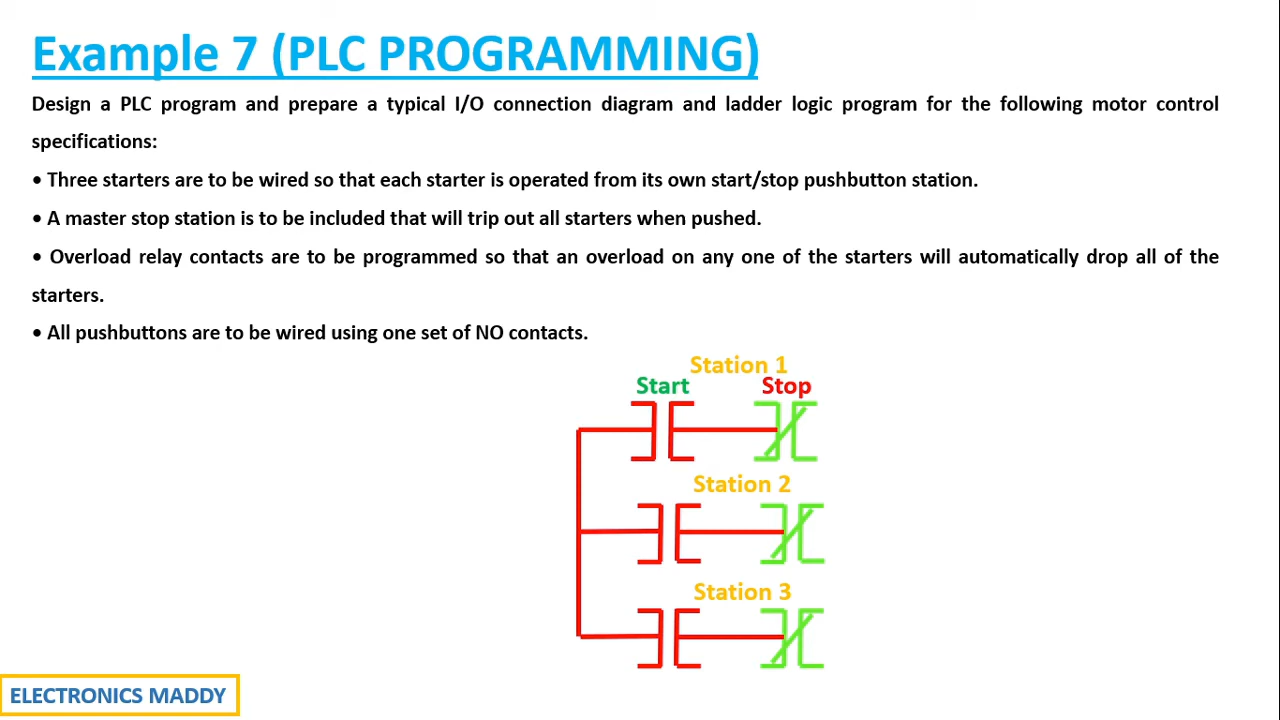 Example 7 (PLC PROGRAMMING)
Design a PLC program and prepare a typical I/O connection diagram and ladder logic program for the following motor control
specifications:
• Three starters are to be wired so that each starter is operated from its own start/stop pushbutton station.
• A master stop station is to be included that will trip out all starters when pushed.
• Overload relay contacts are to be programmed so that an overload on any one of the starters will automatically drop all of the
starters.
• All pushbuttons are to be wired using one set of NO contacts.
Station 1
Start Stop
Station 2
Station 3
ELECTRONICS MADDY